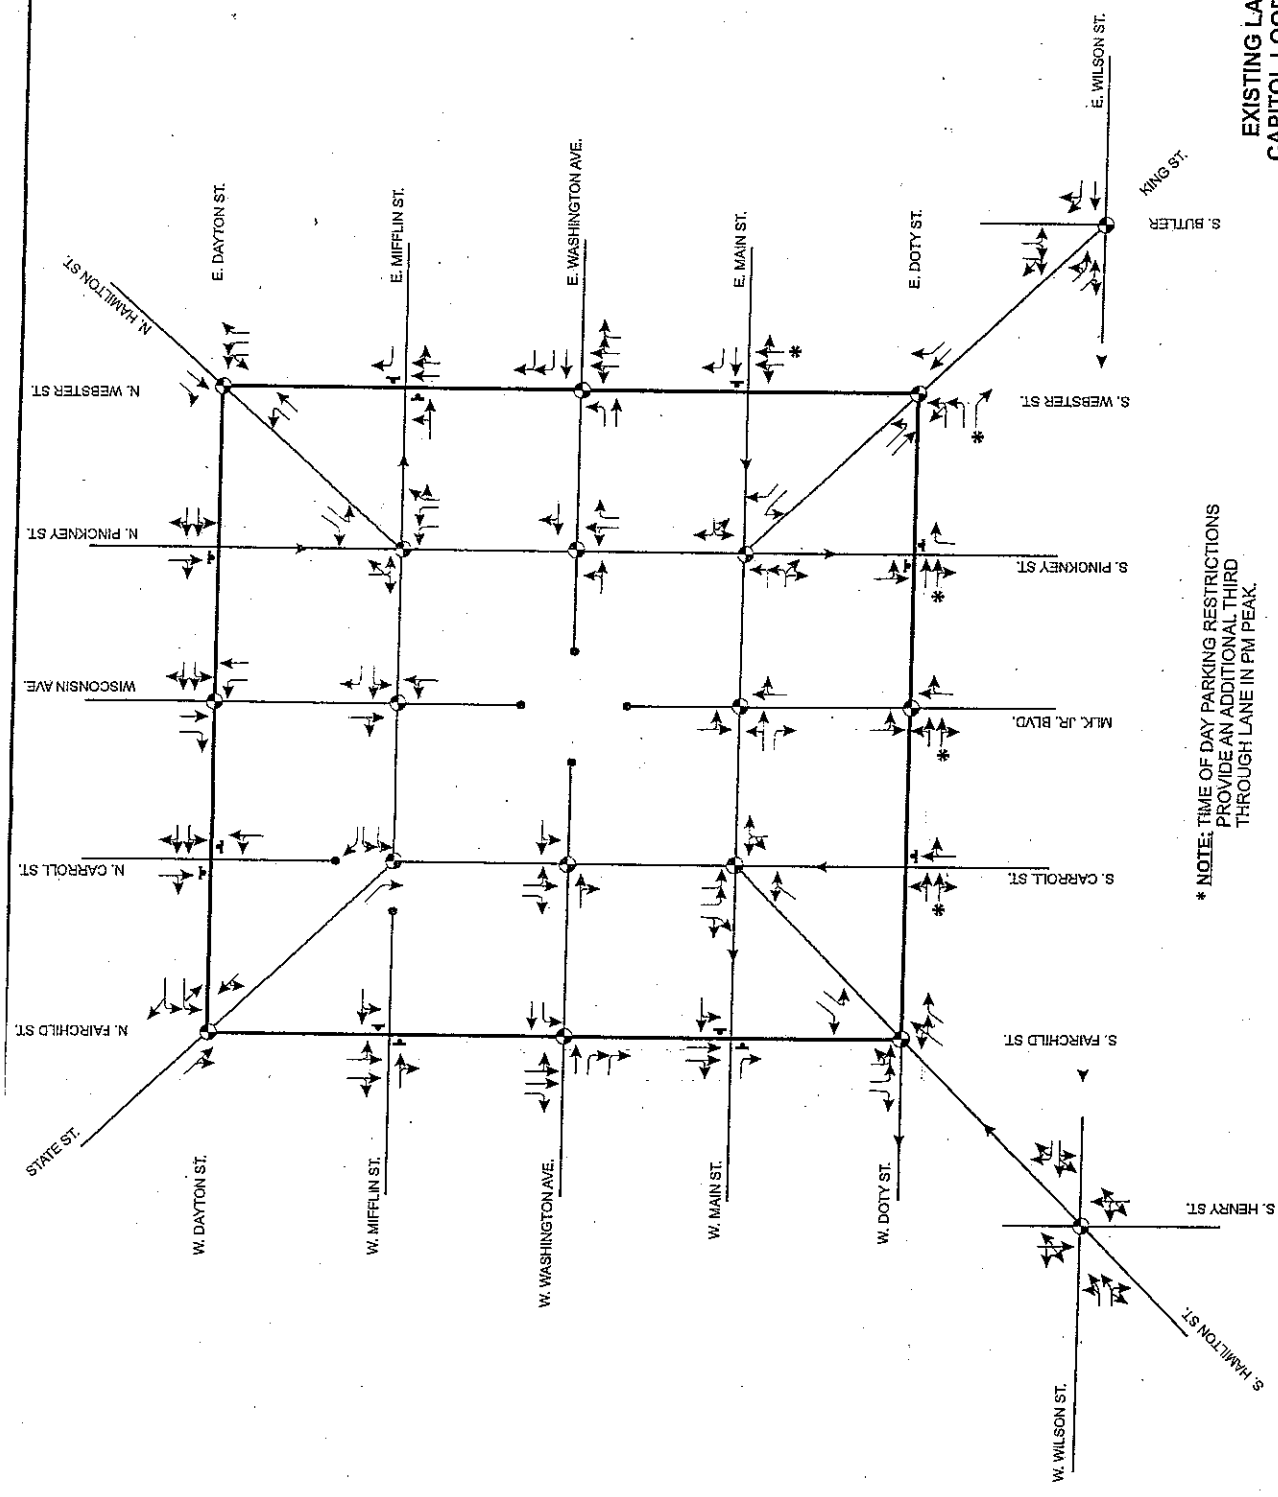 EXISTING LA
CAPITOL LOOP
N. HAMILTON ST.
E. DAYTON ST.
E. MIFFLIN ST.
E. WASHINGTON AVE.
E. MAIN ST.
E. DOTY ST.
E. WILSON ST.
KING ST.
S. BUTLER
N. WEBSTER ST.
S. WEBSTER ST.
N. PINCKNEY ST.
S. PINCKNEY ST.
WISCONSIN AVE.
MLK. JR. BLVD.
N. CARROLL ST.
S. CARROLL ST.
N. FAIRCHILD ST.
S. FAIRCHILD ST.
STATE ST.
W. DAYTON ST.
W. MIFFLIN ST.
W. WASHINGTON AVE.
W. MAIN ST.
W. DOTY ST.
W. WILSON ST.
S. HENRY ST.
S. HAMILTON ST.
* NOTE: TIME OF DAY PARKING RESTRICTIONS
PROVIDE AN ADDITIONAL THIRD
THROUGH LANE IN PM PEAK.